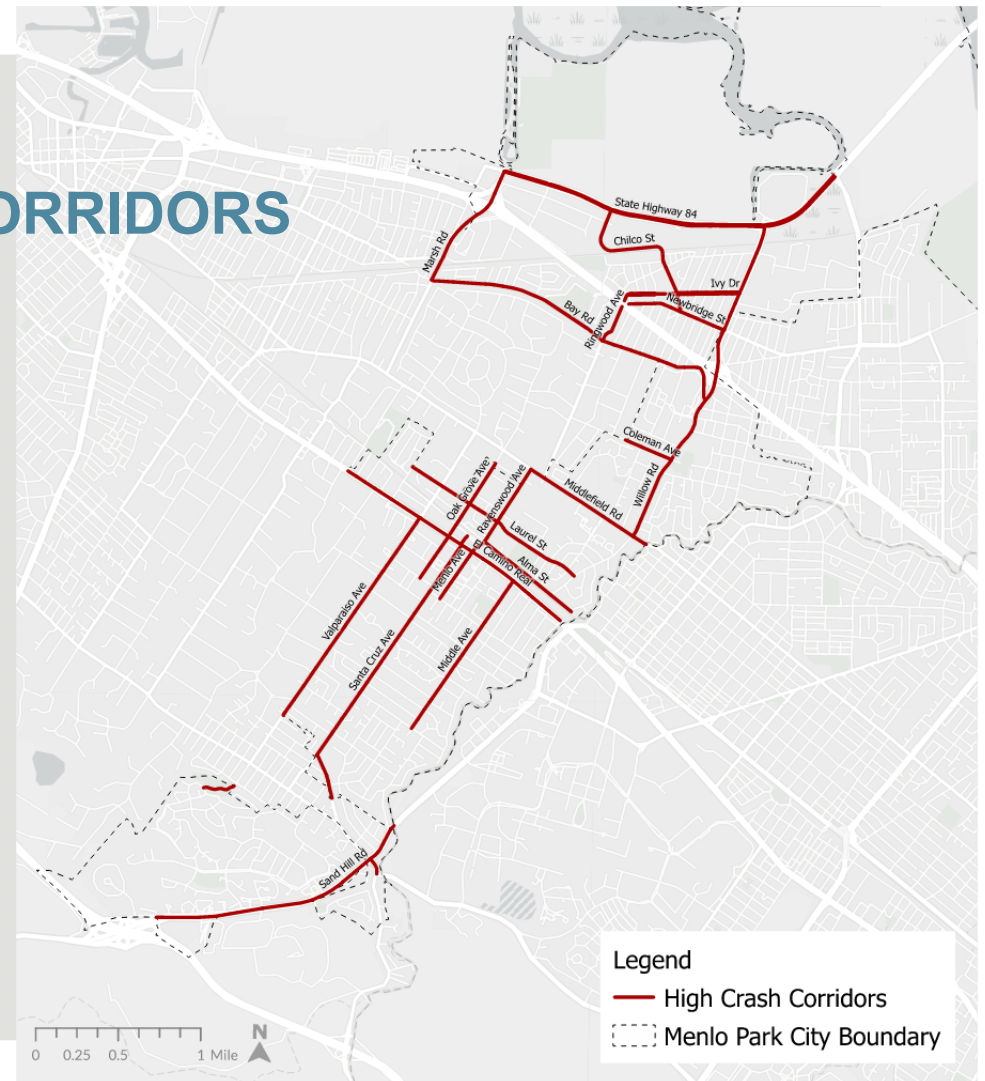 ORRIDORS
State Highway 84
Chilco St
Marsh Rd
Ivy Dr
Newbridge St
Ringwood Ave
Bay Rd
Coleman Ave
Willow Rd
Middlefield Rd
Oak Grove Ave
Ravenswood Ave
Laurel St
Alma St
El Camino Real
Menlo Ave
Valparaiso Ave
Santa Cruz Ave
Middle Ave
Sand Hill Rd
Legend
High Crash Corridors
Menlo Park City Boundary
N
0 0.25 0.5 1 Mile